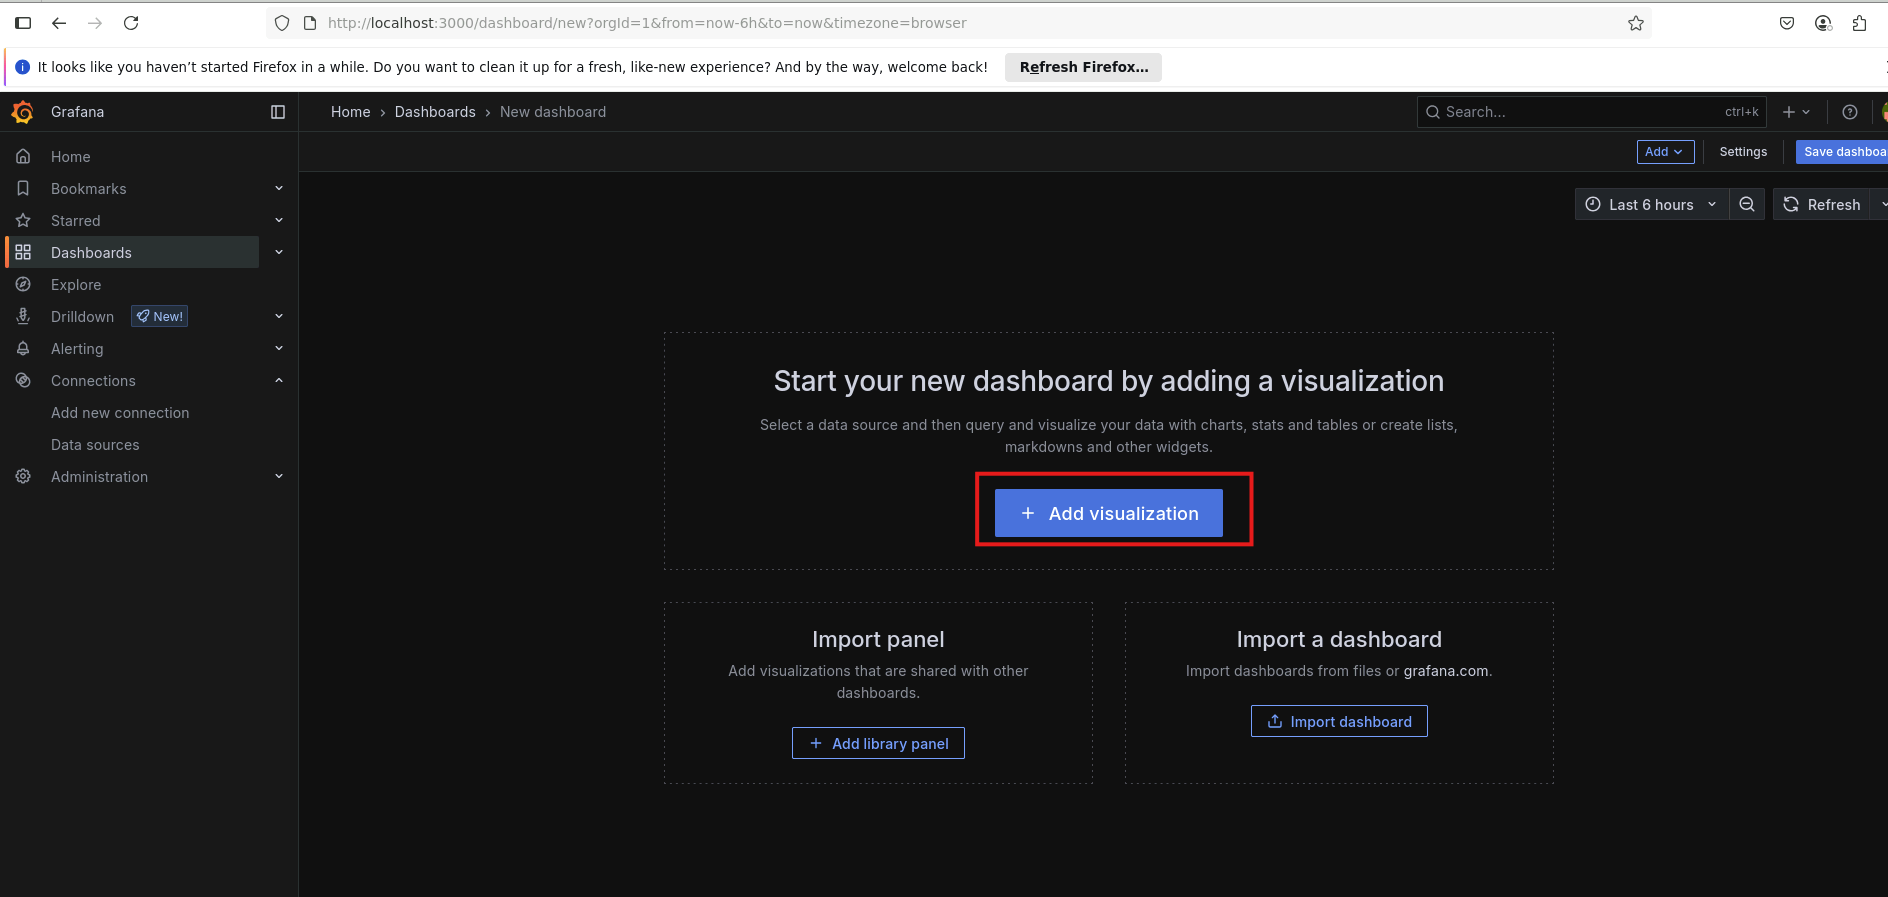 http://localhost:3000/dashboard/new?orgId=1&from=now-6h&to=now&timezone=browser
It looks like you haven’t started Firefox in a while. Do you want to clean it up for a fresh, like-new experience? And by the way, welcome back! Refresh Firefox...
Grafana
Home › Dashboards › New dashboard
Search... ctrl+k
Add Settings Save dashboa
Home
Bookmarks
Starred
Dashboards
Explore
Drilldown New!
Alerting
Connections
Add new connection
Data sources
Administration
Last 6 hours Refresh
Start your new dashboard by adding a visualization
Select a data source and then query and visualize your data with charts, stats and tables or create lists,
markdowns and other widgets.
+ Add visualization
Import panel
Add visualizations that are shared with other
dashboards.
+ Add library panel
Import a dashboard
Import dashboards from files or grafana.com.
Import dashboard